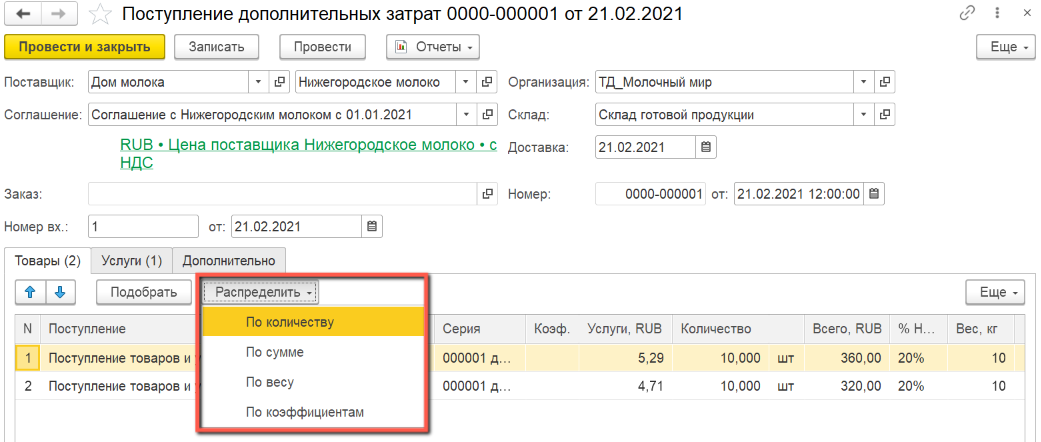 Поступление дополнительных затрат 0000-000001 от 21.02.2021
Провести и закрыть Записать Провести Отчеты Еще
Поставщик: Дом молока Нижегородское молоко Организация: ТД_Молочный мир
Соглашение: Соглашение с Нижегородским молоком с 01.01.2021 Склад: Склад готовой продукции
RUB • Цена поставщика Нижегородское молоко • с
НДС
Доставка: 21.02.2021
Заказ: Номер: 0000-000001 от: 21.02.2021 12:00:00
Номер вх.: 1 от: 21.02.2021
Товары (2) Услуги (1) Дополнительно
Подобрать Распределить Еще
По количеству
По сумме
По весу
По коэффициентам
N Поступление Серия Коэф. Услуги, RUB Количество Всего, RUB % Н... Вес, кг
1 Поступление товаров и 000001 д... 5,29 10,000 шт 360,00 20% 10
2 Поступление товаров и 000001 д... 4,71 10,000 шт 320,00 20% 10